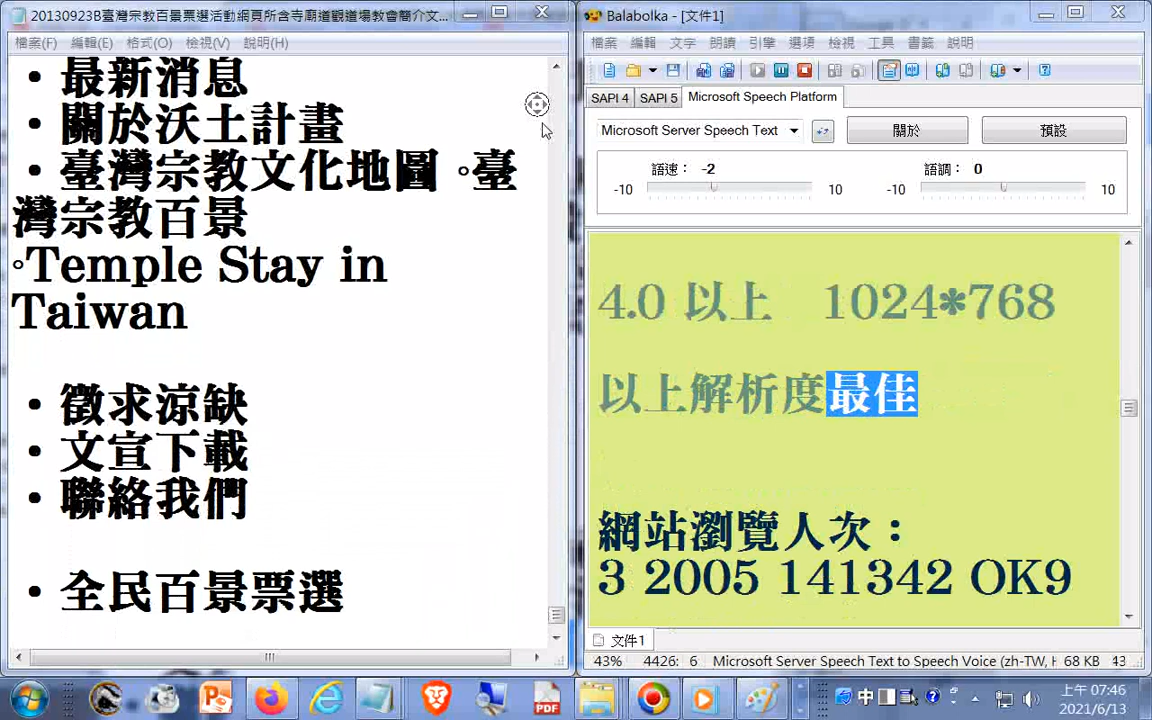 20130923B臺灣宗教百景票選活動網頁所含寺廟道觀道場教會簡介文...
檔案(F) 編輯(E) 格式(O) 檢視(V) 說明(H)
• 最新消息
• 關於沃土計畫
• 臺灣宗教文化地圖 ◦臺
灣宗教百景
◦Temple Stay in
Taiwan
• 徵求涼缺
• 文宣下載
• 聯絡我們
• 全民百景票選
Balabolka - [文件1]
檔案 編輯 文字 朗讀 引擎 選項 檢視 工具 書籤 說明
SAPI 4 SAPI 5 Microsoft Speech Platform
Microsoft Server Speech Text 關於 預設
語速： -2 語調： 0
-10 10 -10 10
4.0 以上 1024*768
以上解析度最佳
網站瀏覽人次：
3 2005 141342 OK9
文件1
43% 4426: 6 Microsoft Server Speech Text to Speech Voice (zh-TW, H 68 KB 43
中
上午 07:46
2021/6/13
PDF